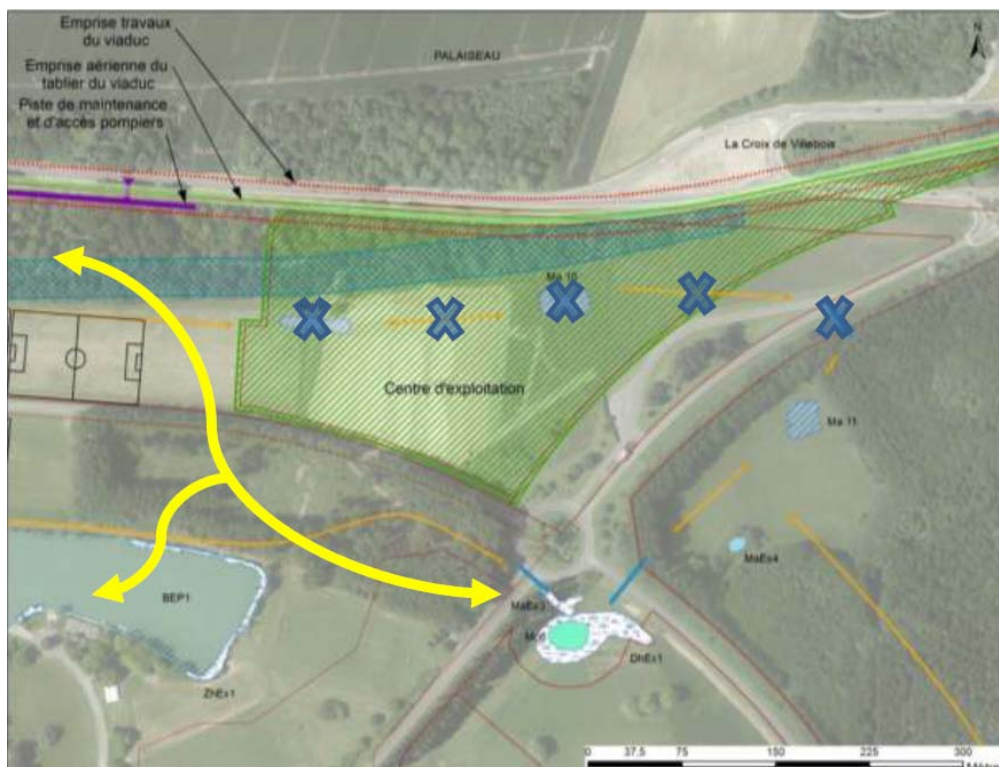 Emprise travaux
du viaduc
Emprise aérienne du
tablier du viaduc
Piste de maintenance
et d'accès pompiers
PALAISEAU
N
La Croix de Villebois
Ma 10
Centre d'exploitation
Ma 11
MaEx4
BEP1
MaEx3
DhEx1
ZhEx1
0 37.5 75 150 225 300